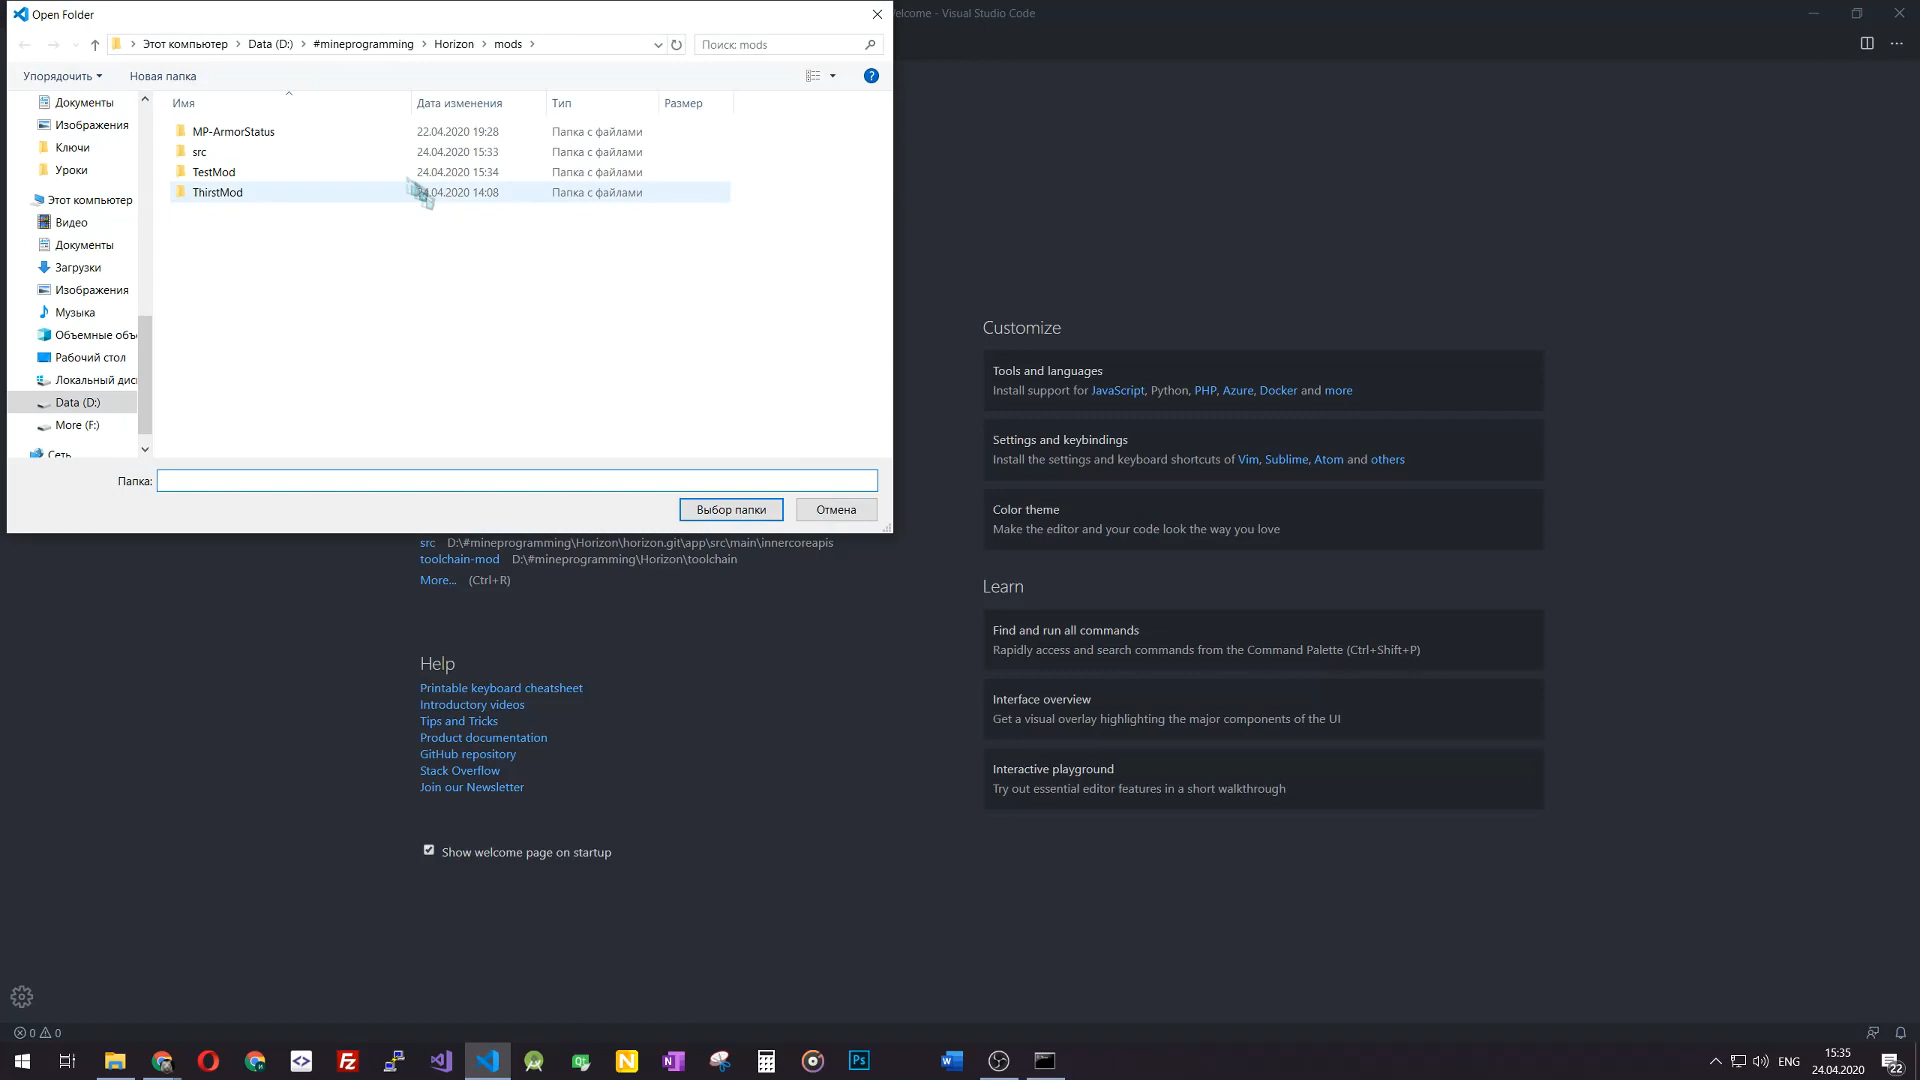 Open Folder
Welcome - Visual Studio Code
Этот компьютер
Data (D:)
#mineprogramming
Horizon
mods
Поиск: mods
Упорядочить
Новая папка
Имя
Дата изменения
Тип
Размер
MP-ArmorStatus 22.04.2020 19:28 Папка с файлами
src 24.04.2020 15:33 Папка с файлами
TestMod 24.04.2020 15:34 Папка с файлами
ThirstMod 24.04.2020 14:08 Папка с файлами
Документы
Изображения
Ключи
Уроки
Этот компьютер
Видео
Документы
Загрузки
Изображения
Музыка
Объемные объ
Рабочий стол
Локальный дис
Data (D:)
More (F:)
Сеть
Папка:
Выбор папки
Отмена
src D:\#mineprogramming\Horizon\horizon.git\app\src\main\innercoreapis
toolchain-mod D:\#mineprogramming\Horizon\toolchain
More... (Ctrl+R)
Help
Printable keyboard cheatsheet
Introductory videos
Tips and Tricks
Product documentation
GitHub repository
Stack Overflow
Join our Newsletter
Show welcome page on startup
Customize
Tools and languages
Install support for JavaScript, Python, PHP, Azure, Docker and more
Settings and keybindings
Install the settings and keyboard shortcuts of Vim, Sublime, Atom and others
Color theme
Make the editor and your code look the way you love
Learn
Find and run all commands
Rapidly access and search commands from the Command Palette (Ctrl+Shift+P)
Interface overview
Get a visual overlay highlighting the major components of the UI
Interactive playground
Try out essential editor features in a short walkthrough
0 0
ENG
15:35
24.04.2020
22